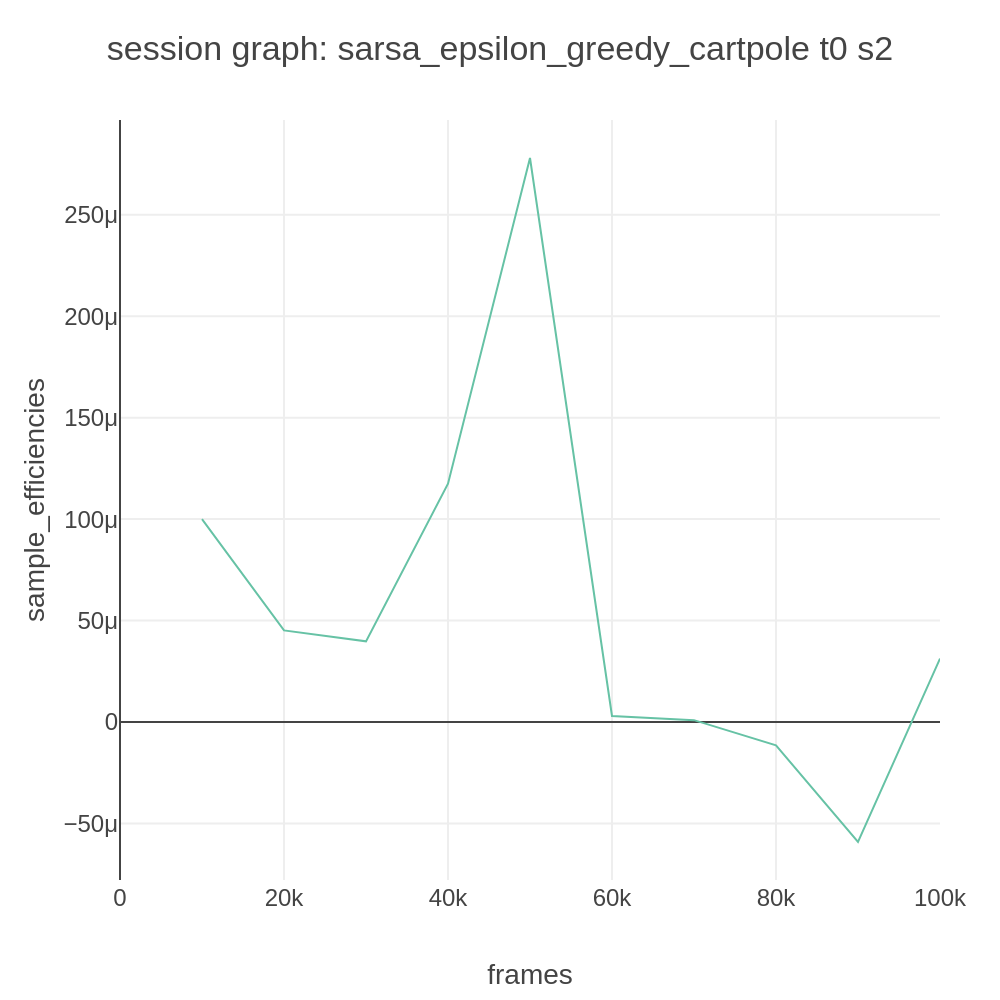 session graph: sarsa_epsilon_greedy_cartpole t0 s2
250μ
200μ
150μ
100μ
50μ
0
−50μ
sample_efficiencies
0
20k
40k
60k
80k
100k
frames